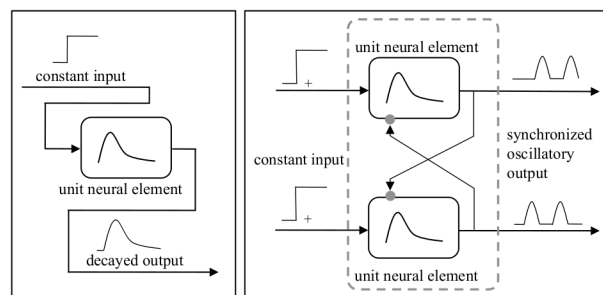 constant input
unit neural element
decayed output
unit neural element
+
constant input
+
synchronized
oscillatory
output
unit neural element